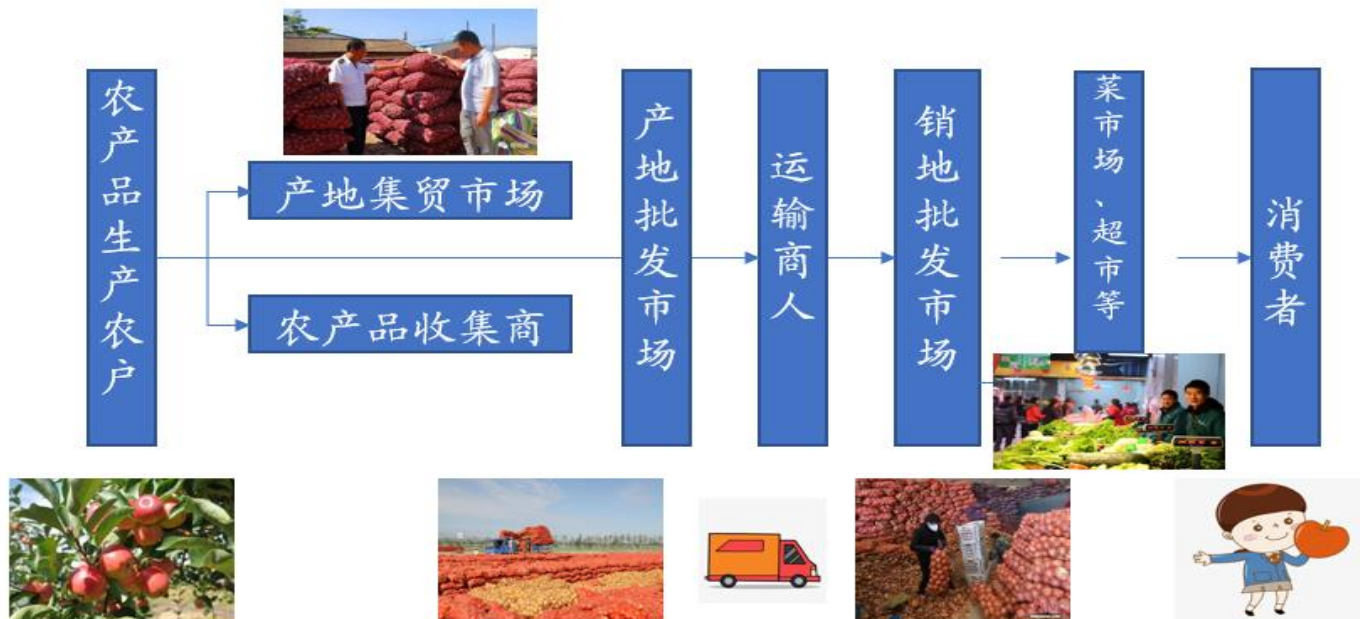 农产品生产农户
产地集贸市场
农产品收集商
产地批发市场
运输商人
销地批发市场
菜市场、超市等
消费者